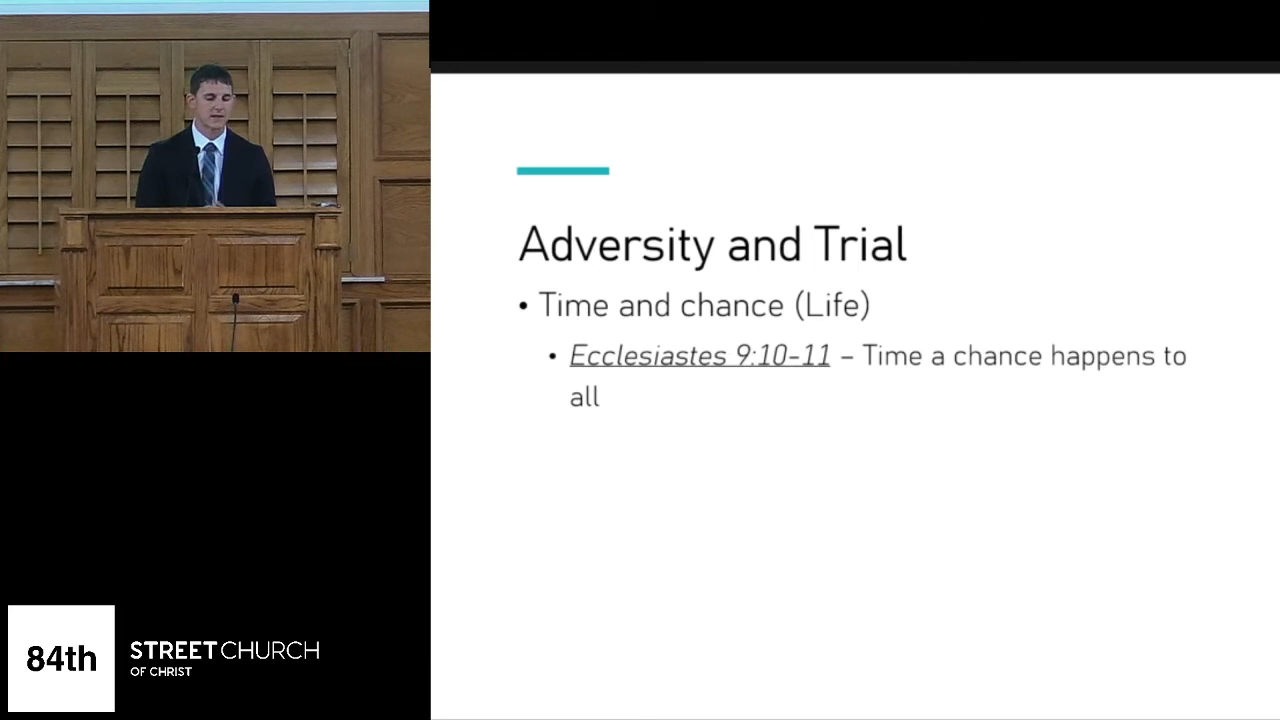 Adversity and Trial
• Time and chance (Life)
• Ecclesiastes 9:10-11 – Time a chance happens to
all
84th
STREET CHURCH
OF CHRIST